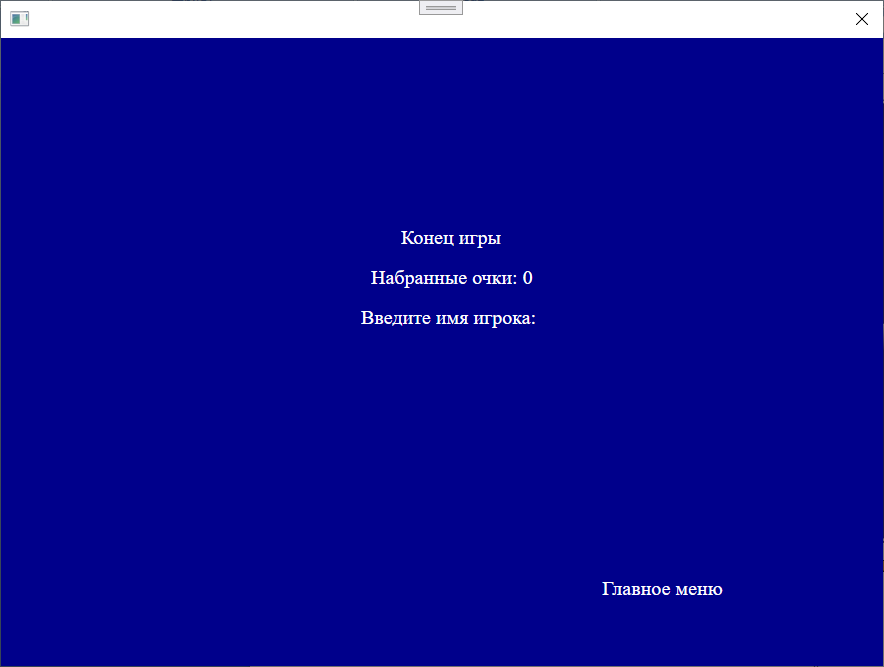 Конец игры
Набранные очки: 0
Введите имя игрока:
Главное меню